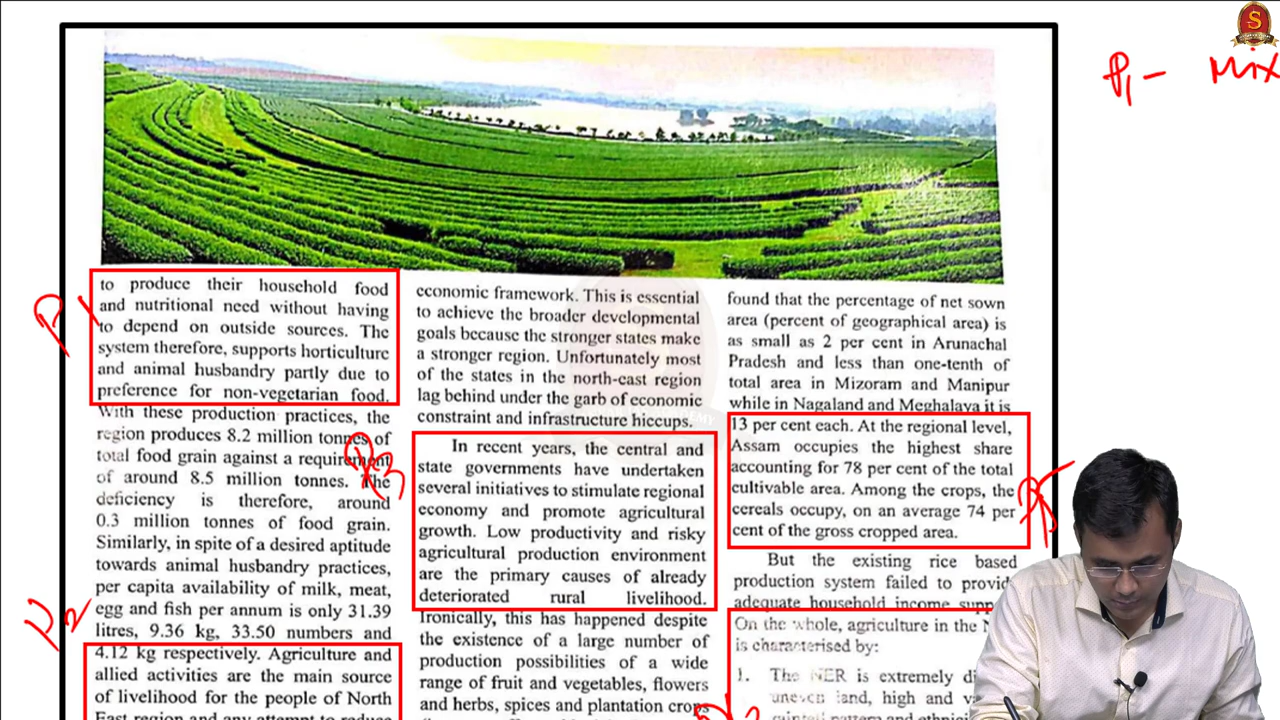 P1 - Mix
P1
to produce their household food
and nutritional need without having
to depend on outside sources. The
system therefore, supports horticulture
and animal husbandry partly due to
preference for non-vegetarian food.
With these production practices, the
region produces 8.2 million tonnes of
total food grain against a requirement
of around 8.5 million tonnes. The
deficiency is therefore, around
0.3 million tonnes of food grain.
Similarly, in spite of a desired aptitude
towards animal husbandry practices,
per capita availability of milk, meat,
egg and fish per annum is only 31.39
litres, 9.36 kg, 33.50 numbers and
P2
4.12 kg respectively. Agriculture and
allied activities are the main source
of livelihood for the people of North
East region and any attempt to reduce
economic framework. This is essential
to achieve the broader developmental
goals because the stronger states make
a stronger region. Unfortunately most
of the states in the north-east region
lag behind under the garb of economic
constraint and infrastructure hiccups.
P3
In recent years, the central and
state governments have undertaken
several initiatives to stimulate regional
economy and promote agricultural
growth. Low productivity and risky
agricultural production environment
are the primary causes of already
deteriorated rural livelihood.
Ironically, this has happened despite
the existence of a large number of
production possibilities of a wide
range of fruit and vegetables, flowers
and herbs, spices and plantation crops
found that the percentage of net sown
area (percent of geographical area) is
as small as 2 per cent in Arunachal
Pradesh and less than one-tenth of
total area in Mizoram and Manipur
while in Nagaland and Meghalaya it is
13 per cent each. At the regional level,
Assam occupies the highest share
accounting for 78 per cent of the total
cultivable area. Among the crops, the
cereals occupy, on an average 74 per
cent of the gross cropped area.
But the existing rice based
production system failed to provid
adequate household income supp
On the whole, agriculture in the N
is characterised by:
1. The NER is extremely di
uneven land, high and v